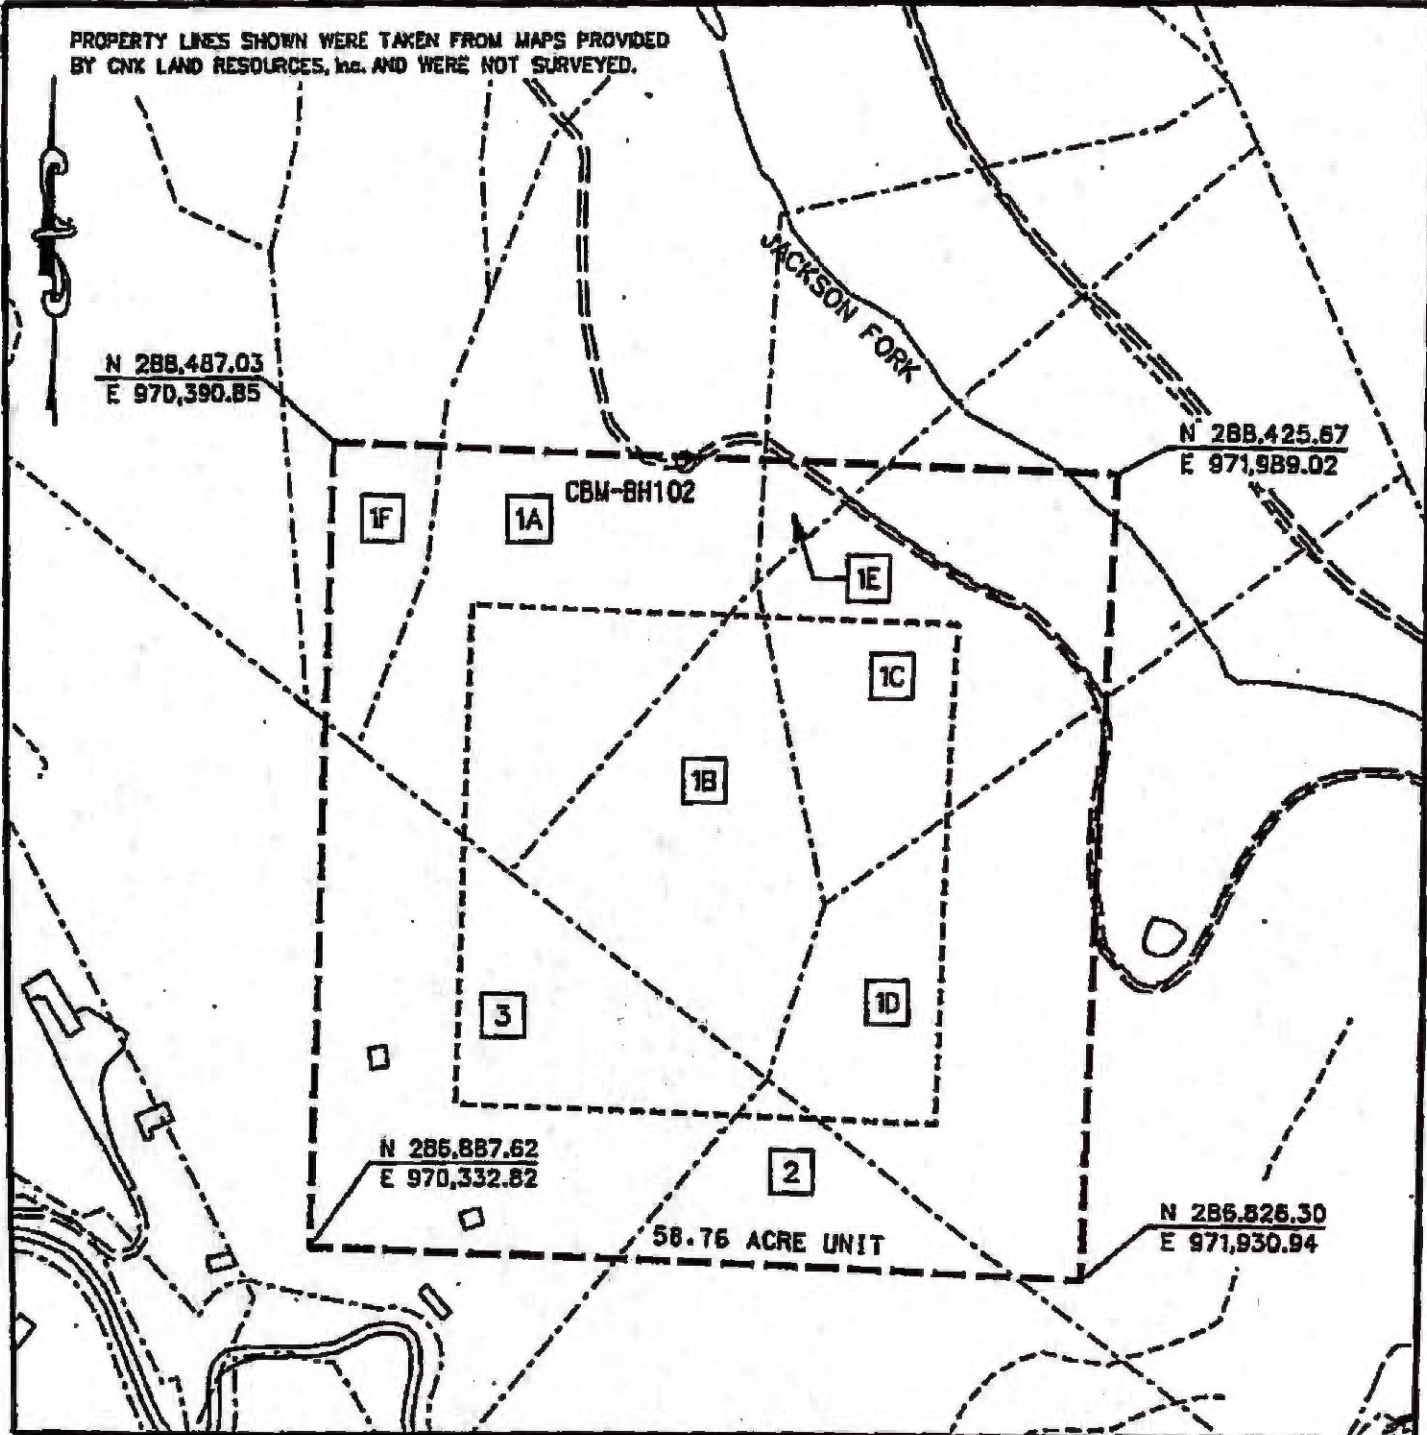 PROPERTY LINES SHOWN WERE TAKEN FROM MAPS PROVIDED
BY CNX LAND RESOURCES, Inc. AND WERE NOT SURVEYED.
JACKSON FORK
N 288,487.03
E 970,390.85
N 288,425.67
E 971,989.02
CBM-BH102
1F
1A
1E
1C
1B
3
1D
N 286,887.62
E 970,332.82
2
58.76 ACRE UNIT
N 286,826.30
E 971,930.94